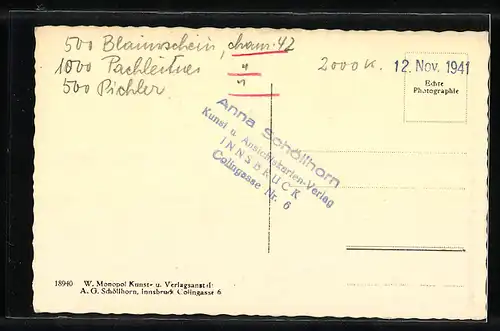 500 Blaimschein, cham. 42
1000 Pachleitner "
500 Pichler "
2000 K. 12. Nov. 1941
Echte
Photographie
Anna Schöllhorn
Kunst u. Ansichtskarten-Verlag
INNSBRUCK
Colingasse Nr. 6
18940 W. Monopol Kunst- u. Verlagsanstalt
A. G. Schöllhorn, Innsbruck Colingasse 6